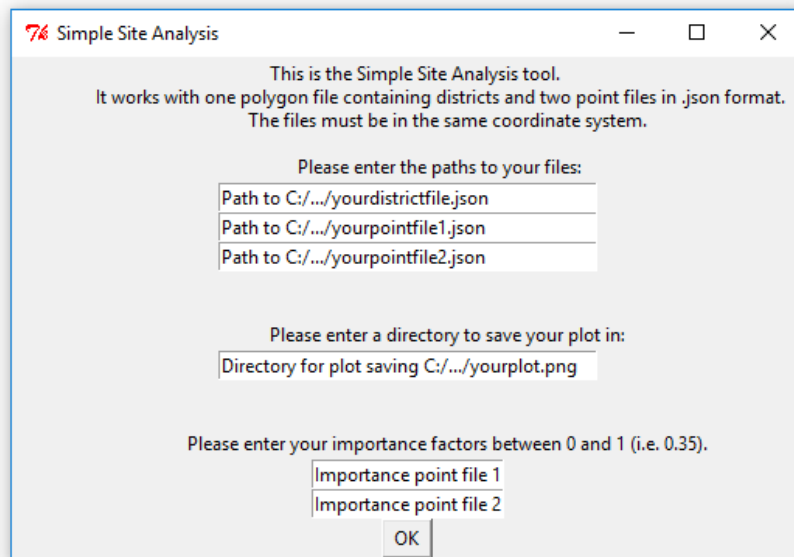 Simple Site Analysis
This is the Simple Site Analysis tool.
It works with one polygon file containing districts and two point files in .json format.
The files must be in the same coordinate system.
Please enter the paths to your files:
Path to C:/.../yourdistrictfile.json
Path to C:/.../yourpointfile1.json
Path to C:/.../yourpointfile2.json
Please enter a directory to save your plot in:
Directory for plot saving C:/.../yourplot.png
Please enter your importance factors between 0 and 1 (i.e. 0.35).
Importance point file 1
Importance point file 2
OK